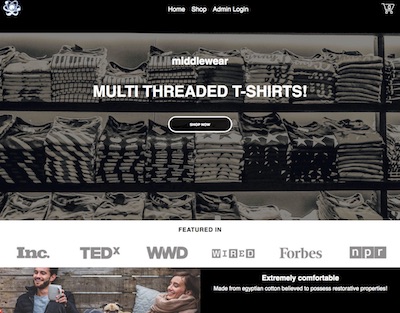 Home Shop Admin Login
middlewear
MULTI THREADED T-SHIRTS!
SHOP NOW
FEATURED IN
Inc. TEDx WWD WIRED Forbes npr
Extremely comfortable
Made from egyptian cotton believed to possess restorative properties!